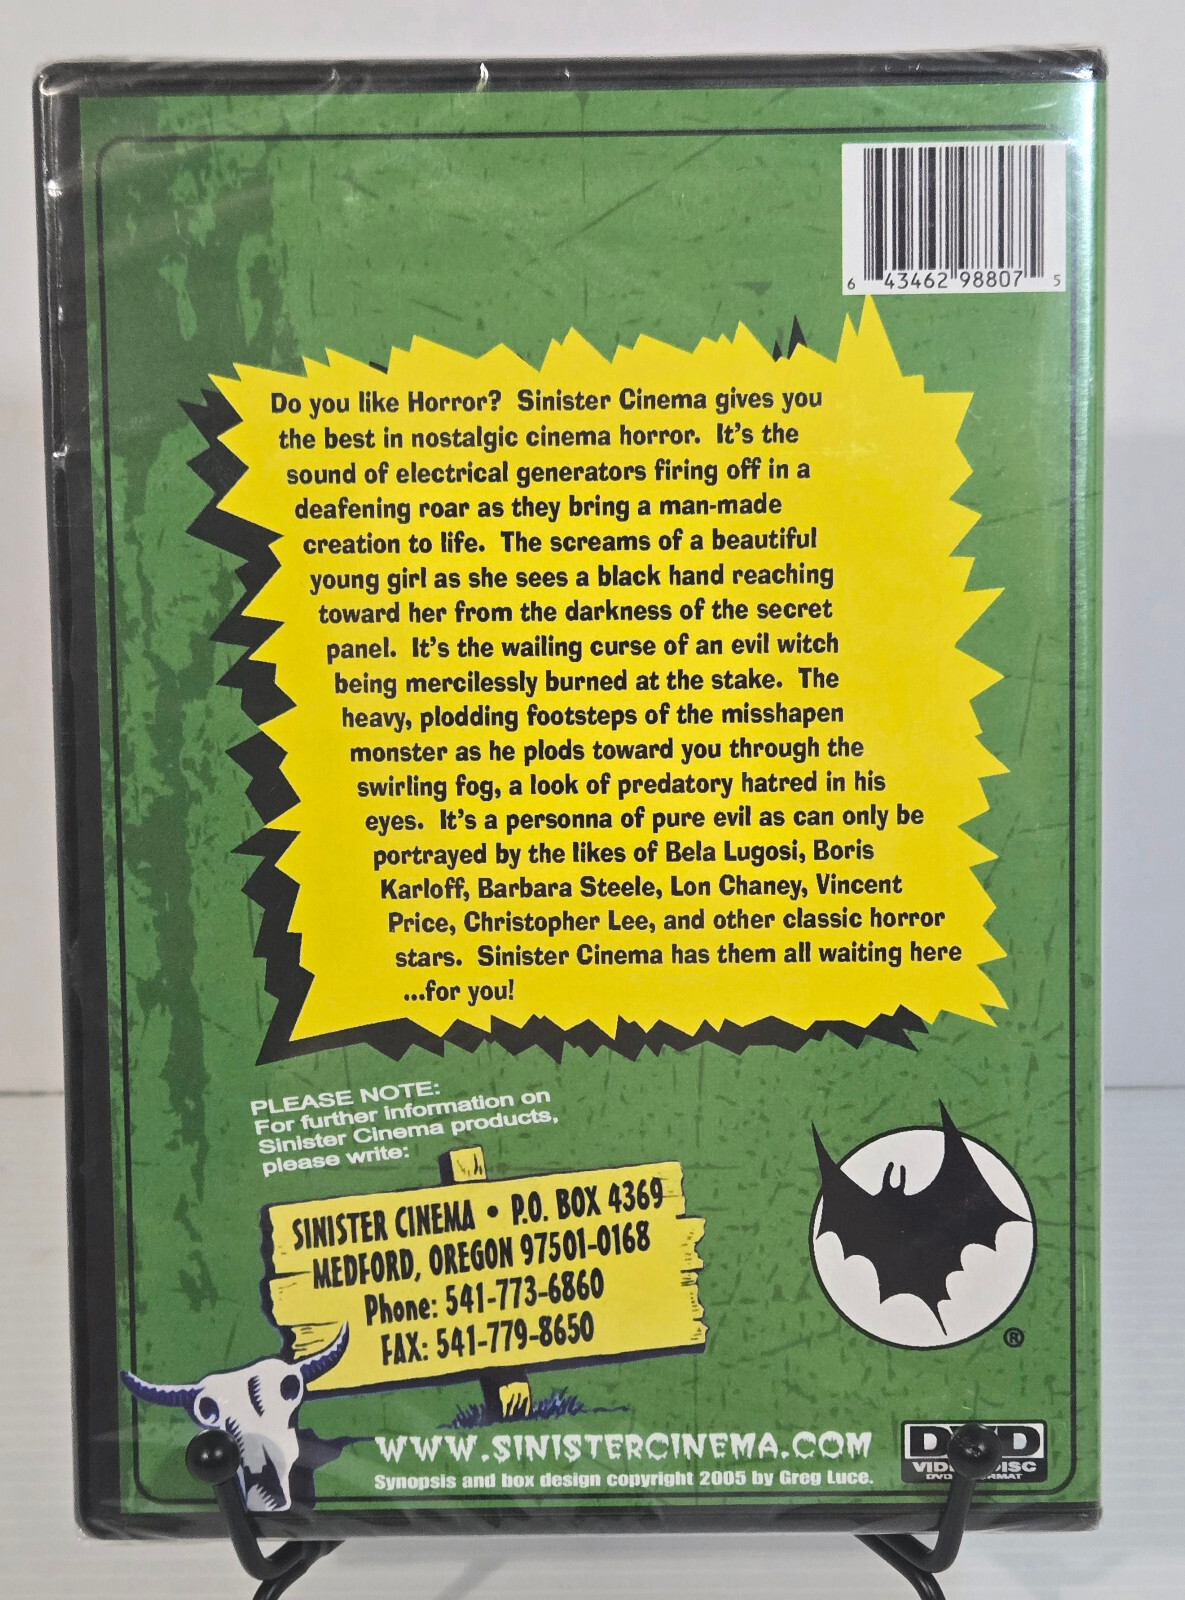 6 43462 98807 5
Do you like Horror? Sinister Cinema gives you
the best in nostalgic cinema horror. It's the
sound of electrical generators firing off in a
deafening roar as they bring a man-made
creation to life. The screams of a beautiful
young girl as she sees a black hand reaching
toward her from the darkness of the secret
panel. It's the wailing curse of an evil witch
being mercilessly burned at the stake. The
heavy, plodding footsteps of the misshapen
monster as he plods toward you through the
swirling fog, a look of predatory hatred in his
eyes. It's a personna of pure evil as can only be
portrayed by the likes of Bela Lugosi, Boris
Karloff, Barbara Steele, Lon Chaney, Vincent
Price, Christopher Lee, and other classic horror
stars. Sinister Cinema has them all waiting here
...for you!
PLEASE NOTE:
For further information on
Sinister Cinema products,
please write:
SINISTER CINEMA • P.O. BOX 4369
MEDFORD, OREGON 97501-0168
Phone: 541-773-6860
FAX: 541-779-8650
®
WWW.SINISTERCINEMA.COM
Synopsis and box design copyright 2005 by Greg Luce.
DVD